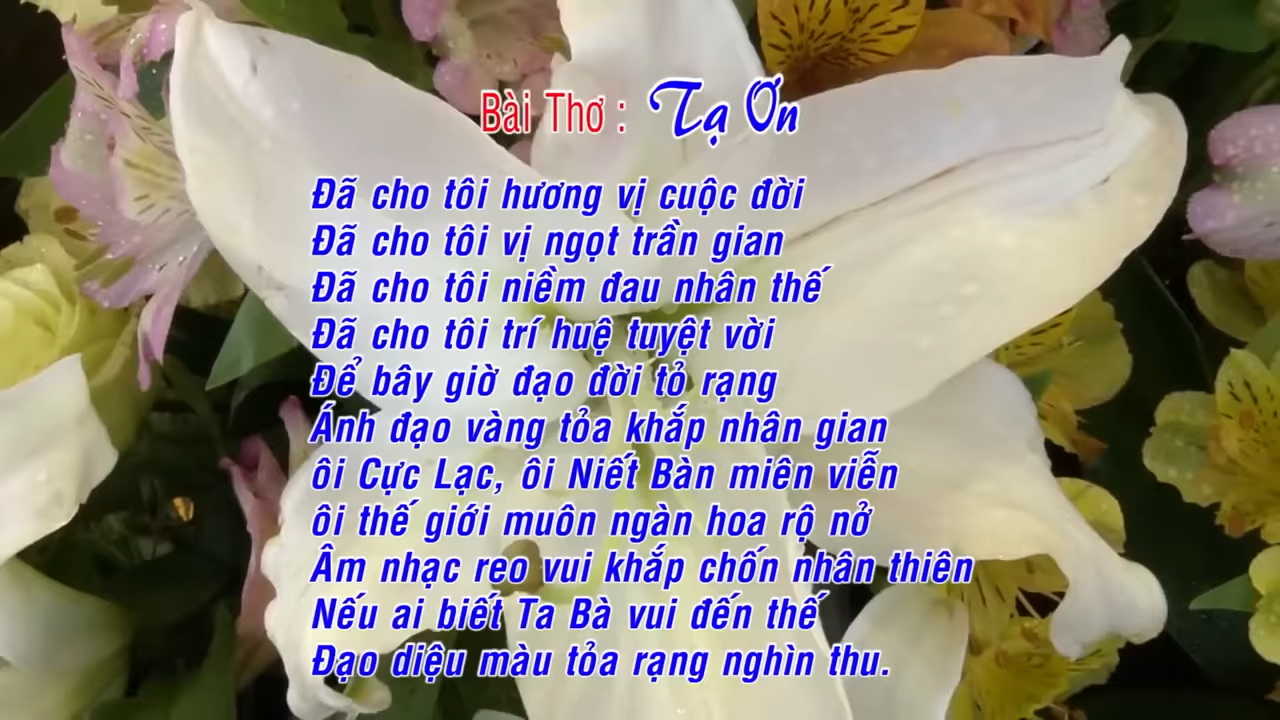 Bài Thơ : Tạ Ơn
Đã cho tôi hương vị cuộc đời
Đã cho tôi vị ngọt trần gian
Đã cho tôi niềm đau nhân thế
Đã cho tôi trí huệ tuyệt vời
Để bây giờ đạo đời tỏ rạng
Ánh đạo vàng tỏa khắp nhân gian
ôi Cực Lạc, ôi Niết Bàn miên viễn
ôi thế giới muôn ngàn hoa rộ nở
Âm nhạc reo vui khắp chốn nhân thiên
Nếu ai biết Ta Bà vui đến thế
Đạo diệu màu tỏa rạng nghìn thu.